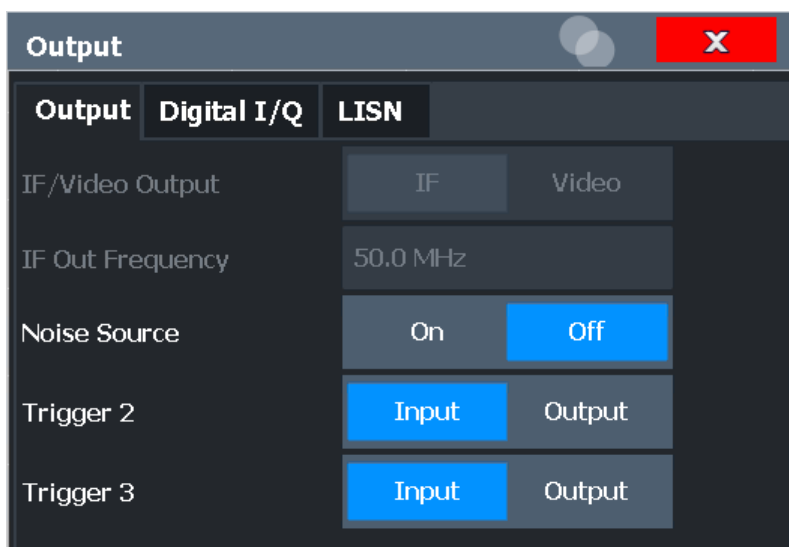 Output X
Output Digital I/Q LISN
IF/Video Output IF Video
IF Out Frequency 50.0 MHz
Noise Source On Off
Trigger 2 Input Output
Trigger 3 Input Output